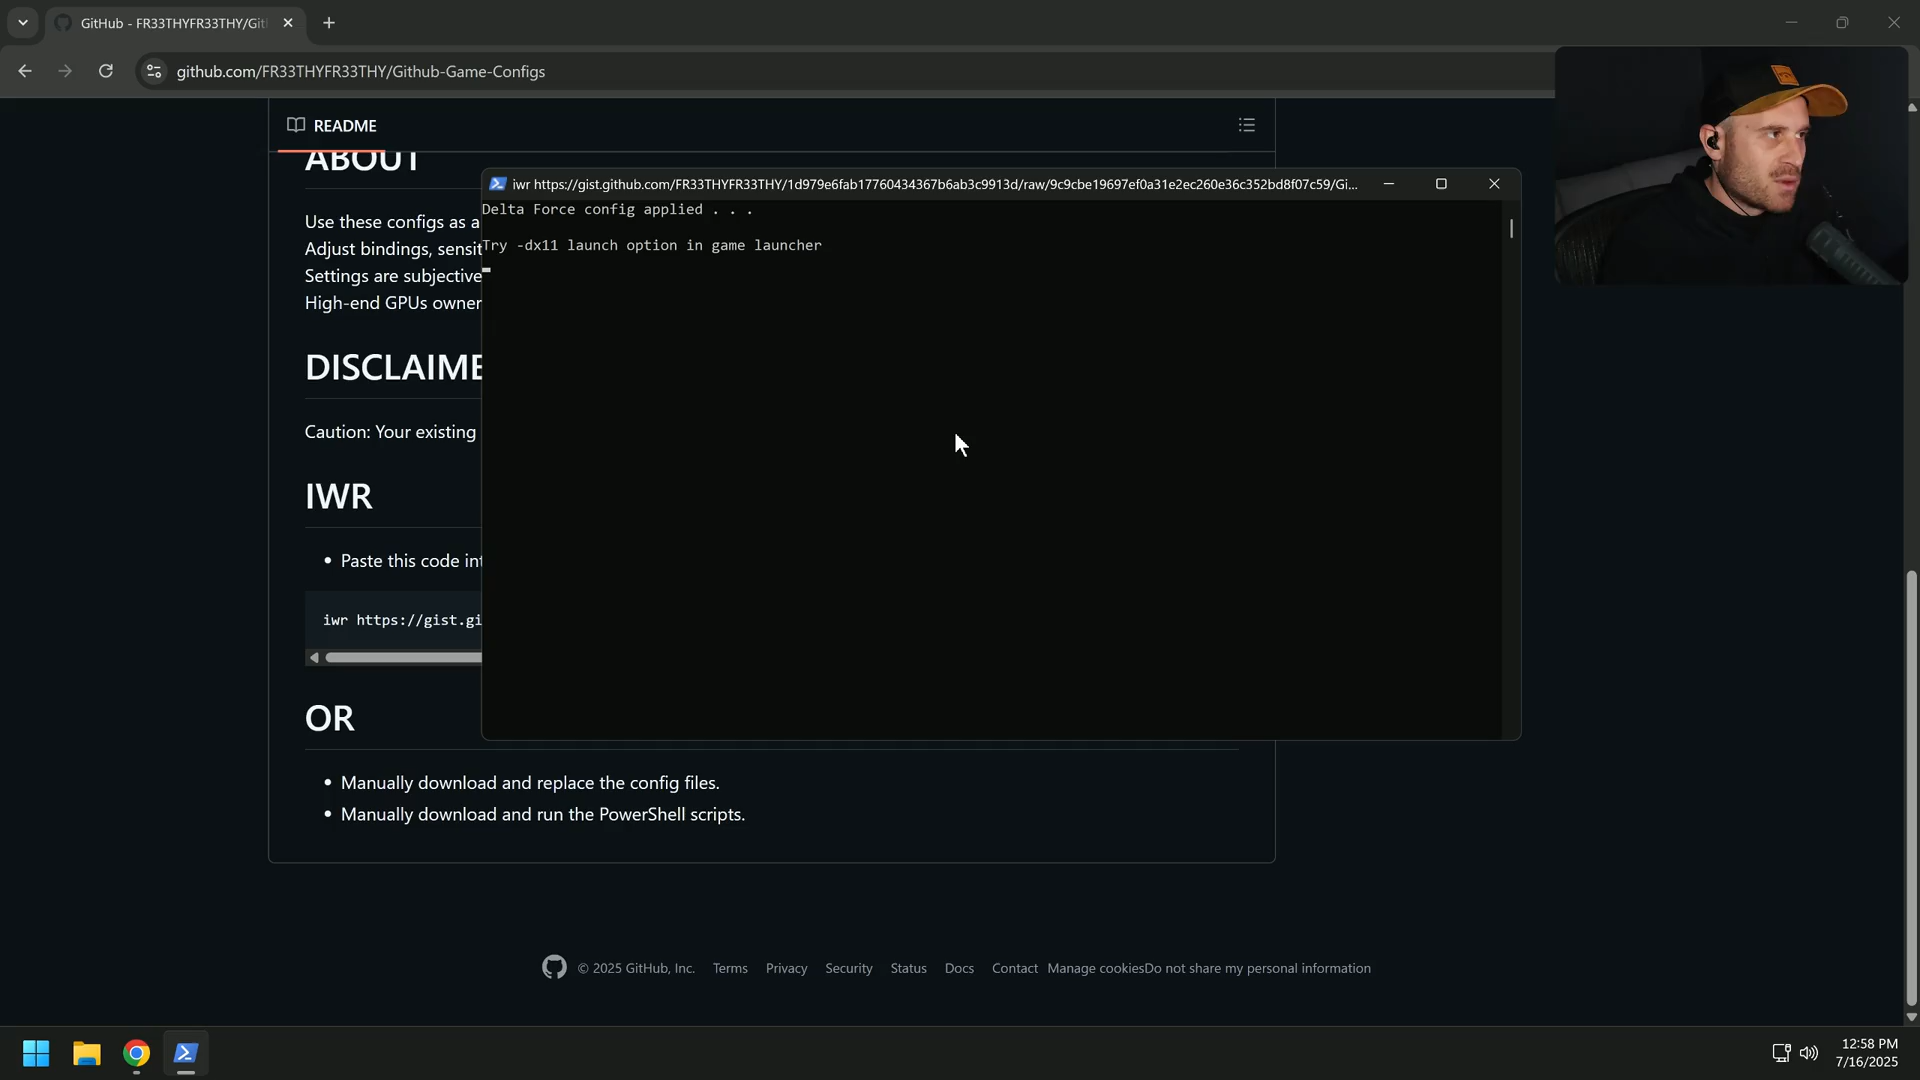 GitHub - FR33THYFR33THY/Git
github.com/FR33THYFR33THY/Github-Game-Configs
README
ABOUT
Use these configs as a
Adjust bindings, sensit
Settings are subjective
High-end GPUs owner
DISCLAIME
Caution: Your existing
IWR
Paste this code int
iwr https://gist.gi
iwr https://gist.github.com/FR33THYFR33THY/1d979e6fab17760434367b6ab3c9913d/raw/9c9cbe19697ef0a31e2ec260e36c352bd8f07c59/Gi...
Delta Force config applied . . .
Try -dx11 launch option in game launcher
OR
Manually download and replace the config files.
Manually download and run the PowerShell scripts.
© 2025 GitHub, Inc. Terms Privacy Security Status Docs Contact Manage cookies Do not share my personal information
12:58 PM
7/16/2025